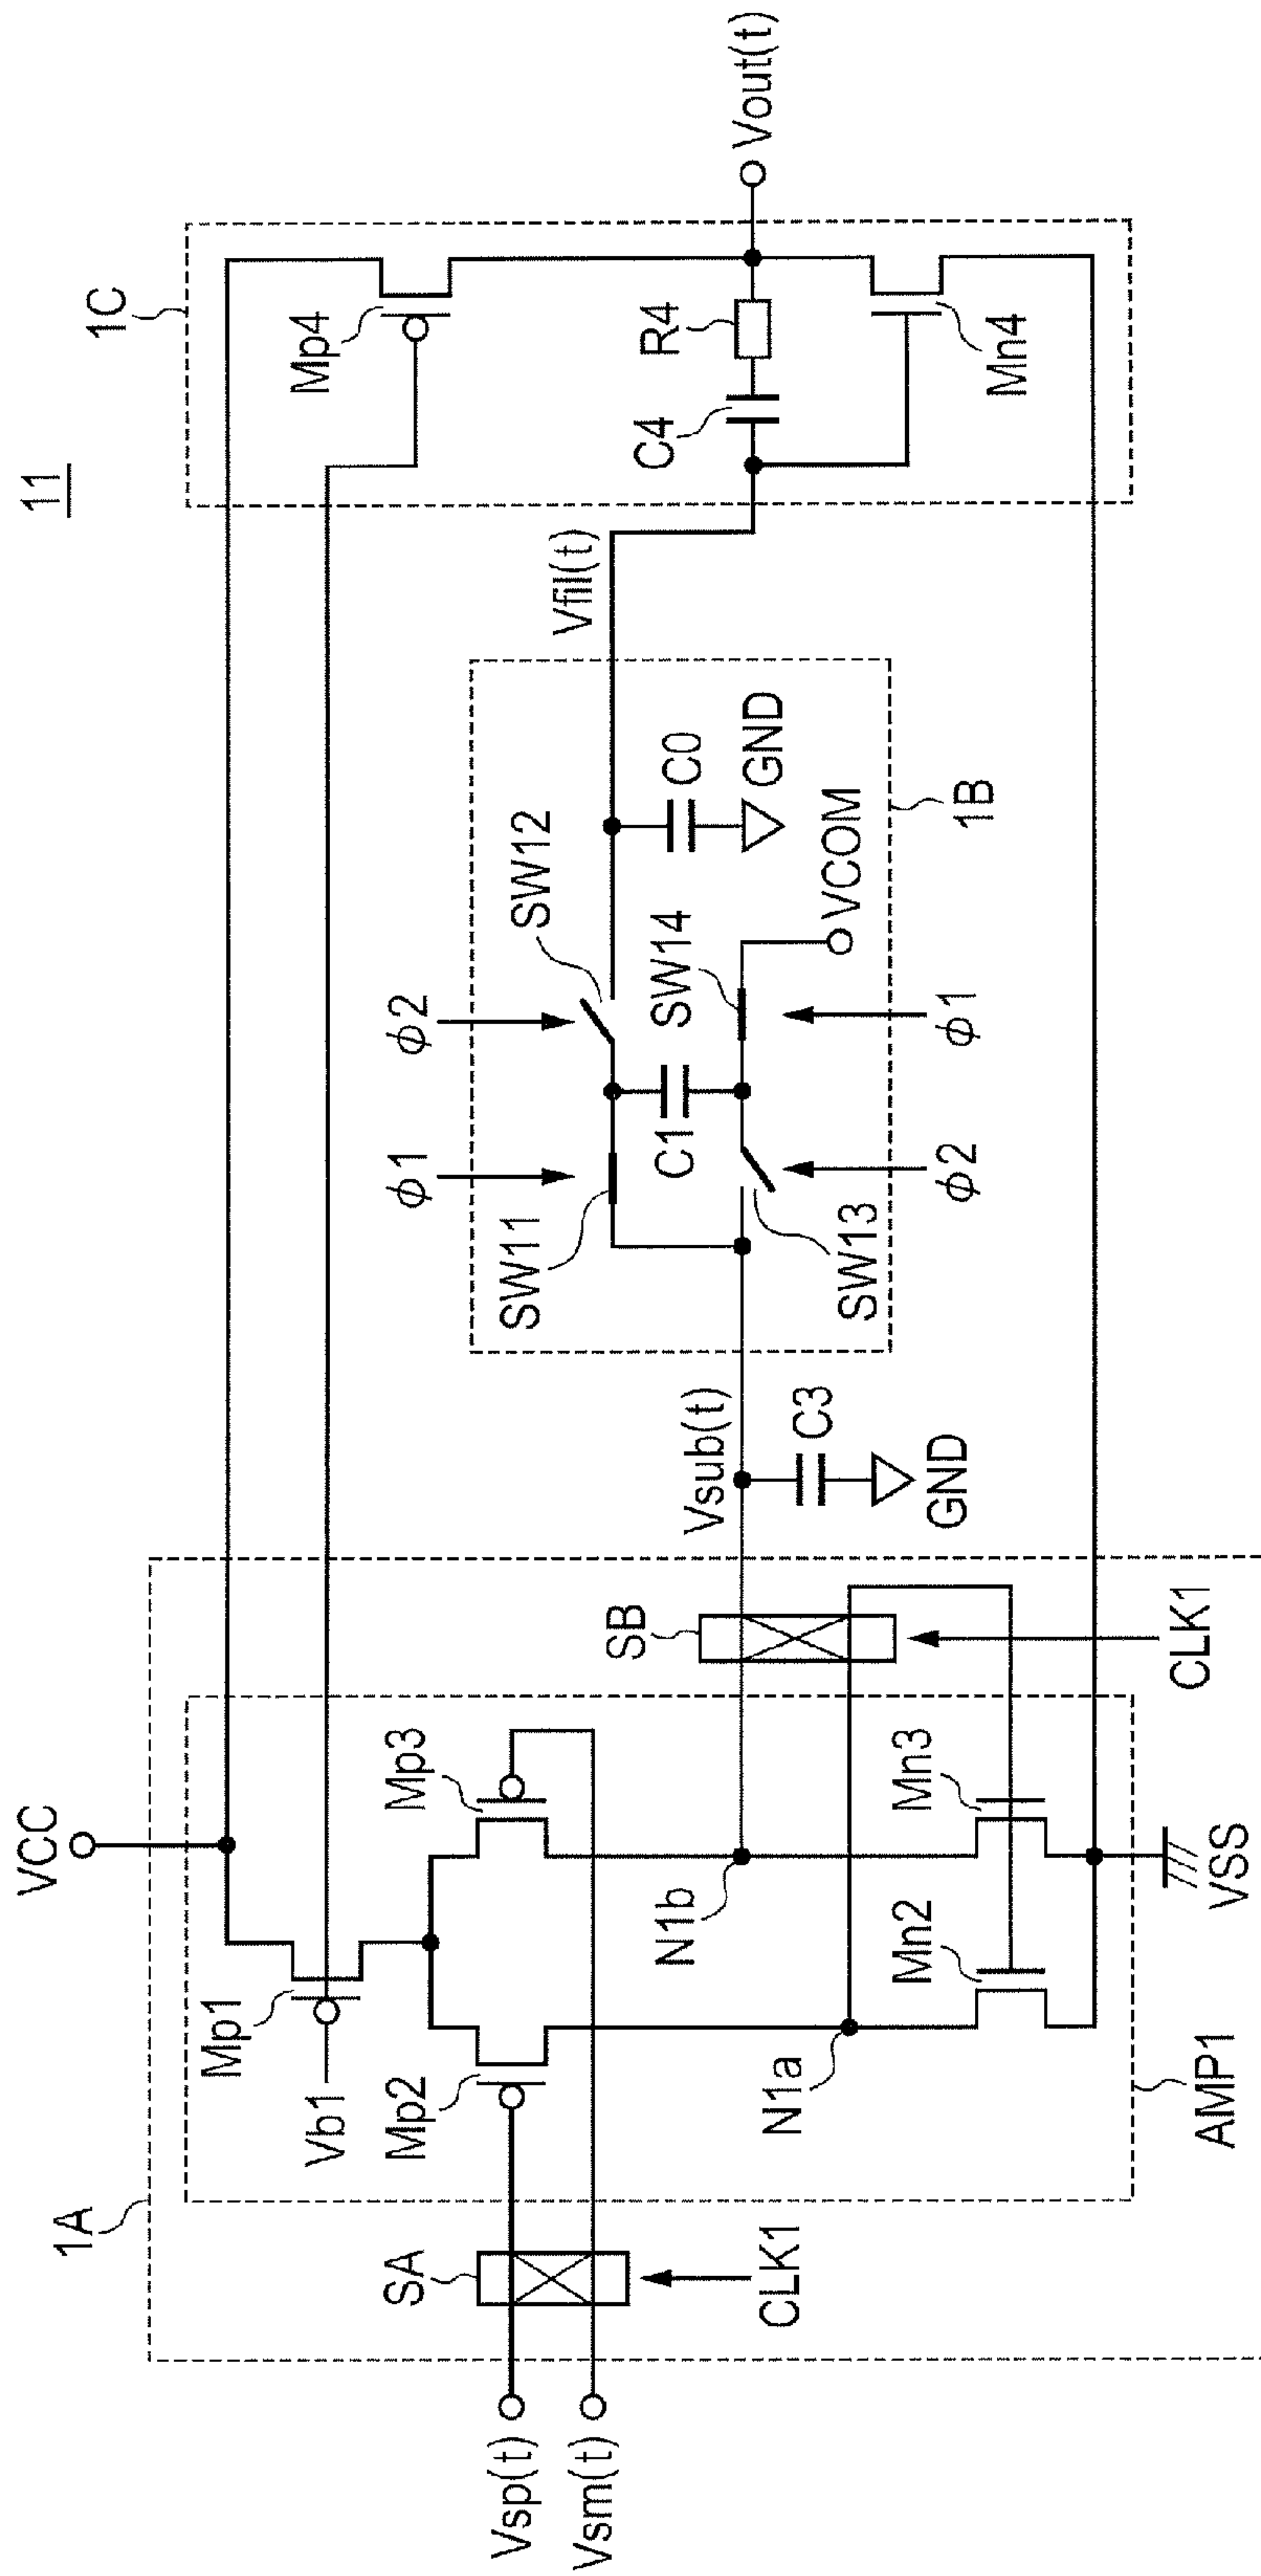 11
1A
VCC
1C
Mp1
Vb1
Mp4
Mp2
Mp3
SA
Vsp(t)
Vsm(t)
CLK1
N1b
N1a
SB
CLK1
Mn2
Mn3
AMP1
VSS
Vsub(t)
C3
GND
ϕ1
ϕ2
SW11
SW12
C1
SW13
SW14
ϕ2
ϕ1
VCOM
C0
GND
1B
Vfil(t)
C4
R4
Mn4
Vout(t)